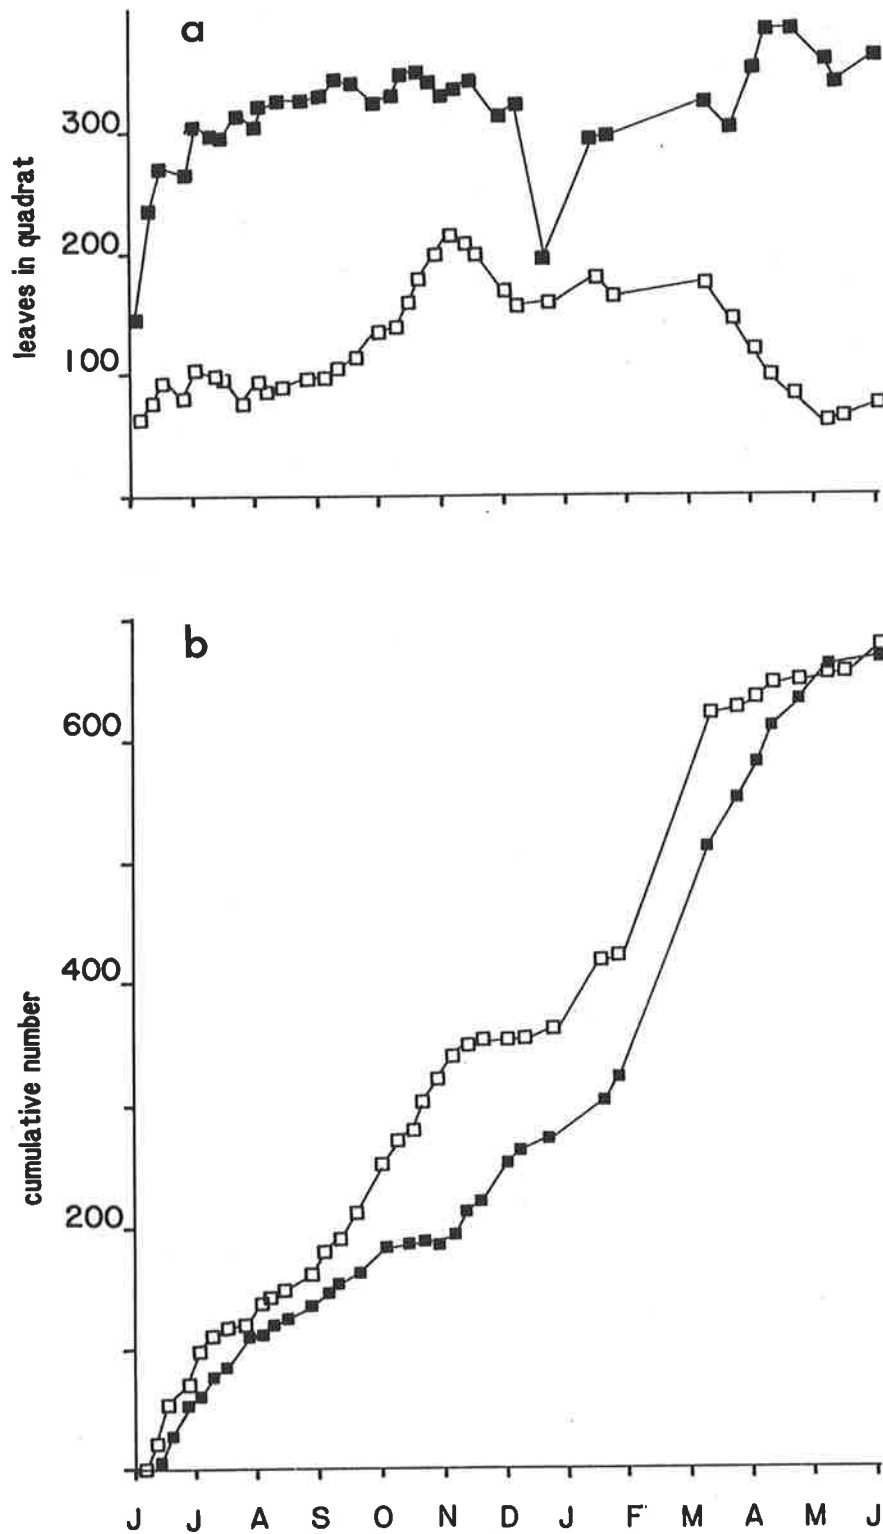 a
300
200
100
leaves in quadrat
b
600
400
200
cumulative number
J J A S O N D J F M A M J